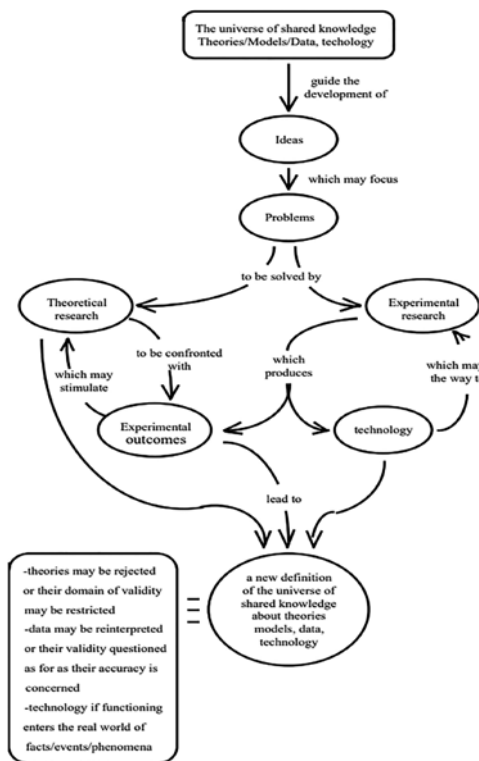 The universe of shared knowledge
Theories/Models/Data, techology
guide the
development of
Ideas
which may focus
Problems
to be solved by
Theoretical
research
Experimental
research
to be confronted
with
which
produces
which may
stimulate
which may
the way t
Experimental
outcomes
technology
lead to
-theories may be rejected
or their domain of validity
may be restricted
-data may be reinterpreted
or their validity questioned
as for as their accuracy is
concerned
-technology if functioning
enters the real world of
facts/events/phenomena
a new definition
of the universe of
shared knowledge
about theories
models, data,
technology